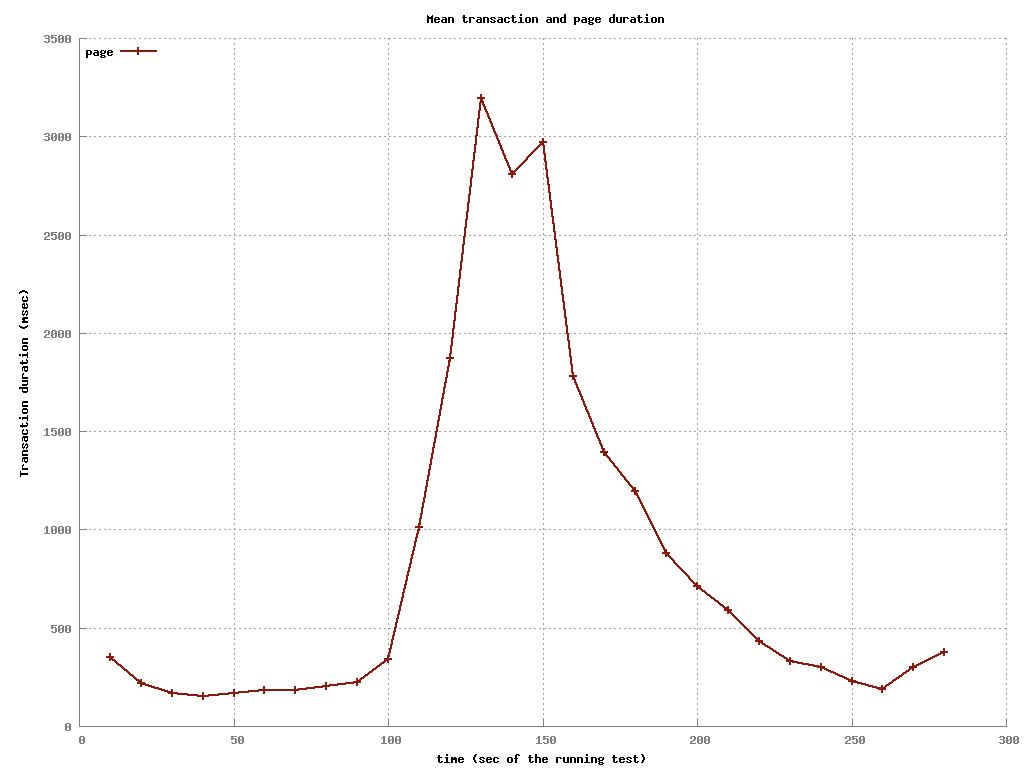 Mean transaction and page duration
page
3500
3000
2500
2000
1500
1000
500
0
Transaction duration (msec)
0 50 100 150 200 250 300
time (sec of the running test)